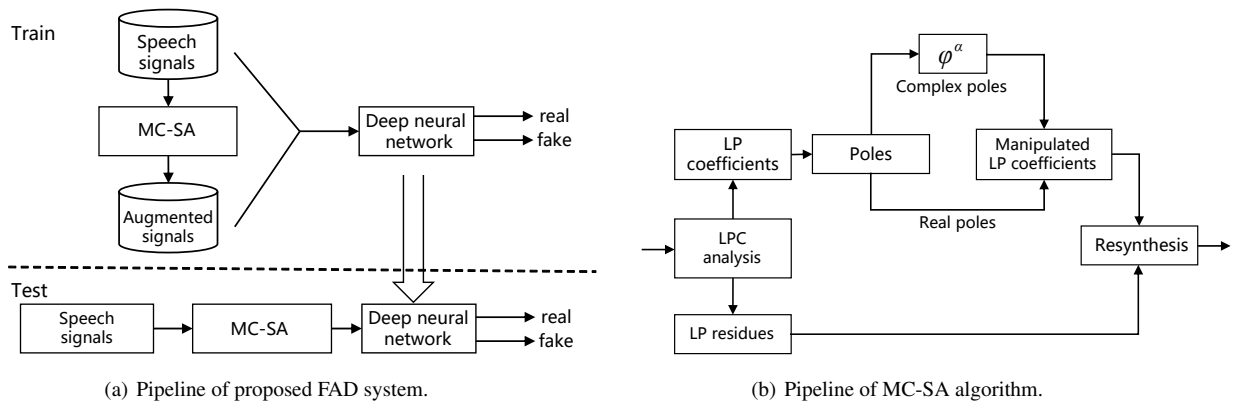 Train
Speech
signals
MC-SA
Augmented
signals
Deep neural
network
real
fake
Test
Speech
signals
MC-SA
Deep neural
network
real
fake
(a) Pipeline of proposed FAD system.
φ^α
Complex poles
LP
coefficients
Poles
Manipulated
LP coefficients
Real poles
LPC
analysis
Resynthesis
LP residues
(b) Pipeline of MC-SA algorithm.